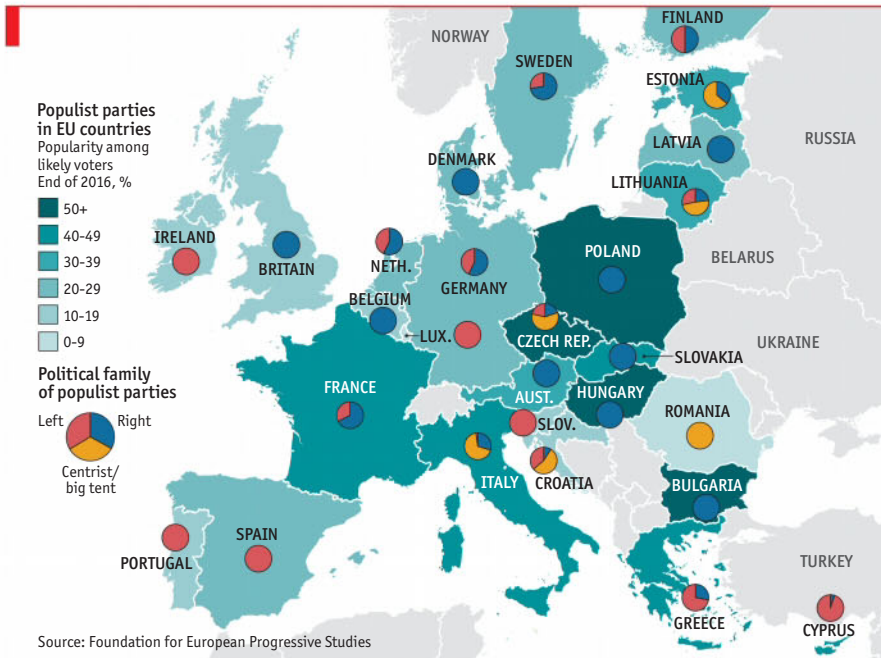 Populist parties
in EU countries
Popularity among
likely voters
End of 2016, %
50+
40-49
30-39
20-29
10-19
0-9
Political family
of populist parties
Left
Right
Centrist/
big tent
NORWAY
FINLAND
SWEDEN
ESTONIA
LATVIA
RUSSIA
DENMARK
LITHUANIA
IRELAND
BRITAIN
NETH.
GERMANY
POLAND
BELARUS
BELGIUM
LUX.
CZECH REP.
UKRAINE
SLOVAKIA
FRANCE
AUST.
HUNGARY
ROMANIA
SLOV.
ITALY
CROATIA
BULGARIA
PORTUGAL
SPAIN
TURKEY
GREECE
CYPRUS
Source: Foundation for European Progressive Studies